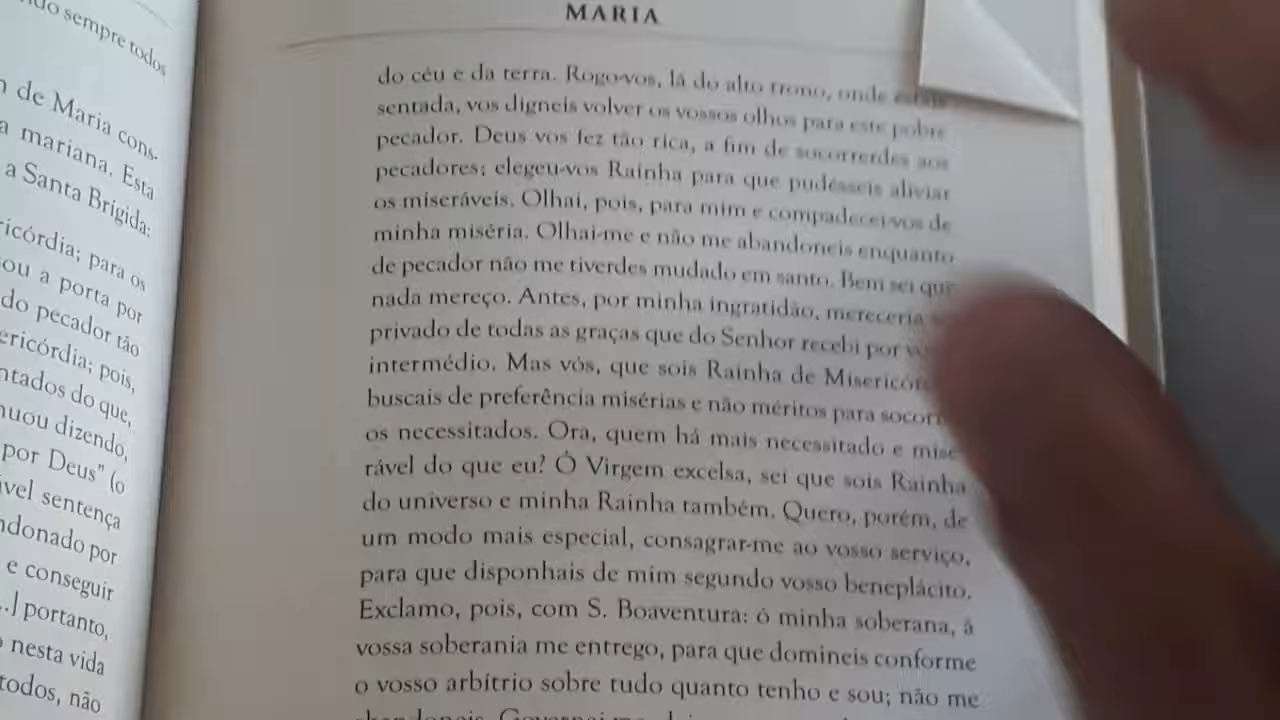 do sempre todos
de Maria cons-
a mariana. Esta
a Santa Brígida:
ricórdia; para os
ou a porta por
do pecador tão
ericórdia; pois,
ntados do que,
nuou dizendo,
por Deus" (o
ível sentença
ndonado por
e conseguir
..] portanto,
nesta vida
todos, não
MARIA
do céu e da terra. Rogo-vos, lá do alto trono, onde estais
sentada, vos digneis volver os vossos olhos para este pobre
pecador. Deus vos fez tão rica, a fim de socorrerdes aos
pecadores; elegeu-vos Rainha para que pudésseis aliviar
os miseráveis. Olhai, pois, para mim e compadecei-vos de
minha miséria. Olhai-me e não me abandoneis enquanto
de pecador não me tiverdes mudado em santo. Bem sei que
nada mereço. Antes, por minha ingratidão, mereceria
privado de todas as graças que do Senhor recebi por
intermédio. Mas vós, que sois Rainha de
buscais de preferência misérias e não méritos para
os necessitados. Ora, quem há mais necessitado e mise-
rável do que eu? Ó Virgem excelsa, sei que sois Rainha
do universo e minha Rainha também. Quero, porém, de
um modo mais especial, consagrar-me ao vosso serviço,
para que disponhais de mim segundo vosso beneplácito.
Exclamo, pois, com S. Boaventura: ó minha soberana, à
vossa soberania me entrego, para que domineis conforme
o vosso arbítrio sobre tudo quanto tenho e sou; não me